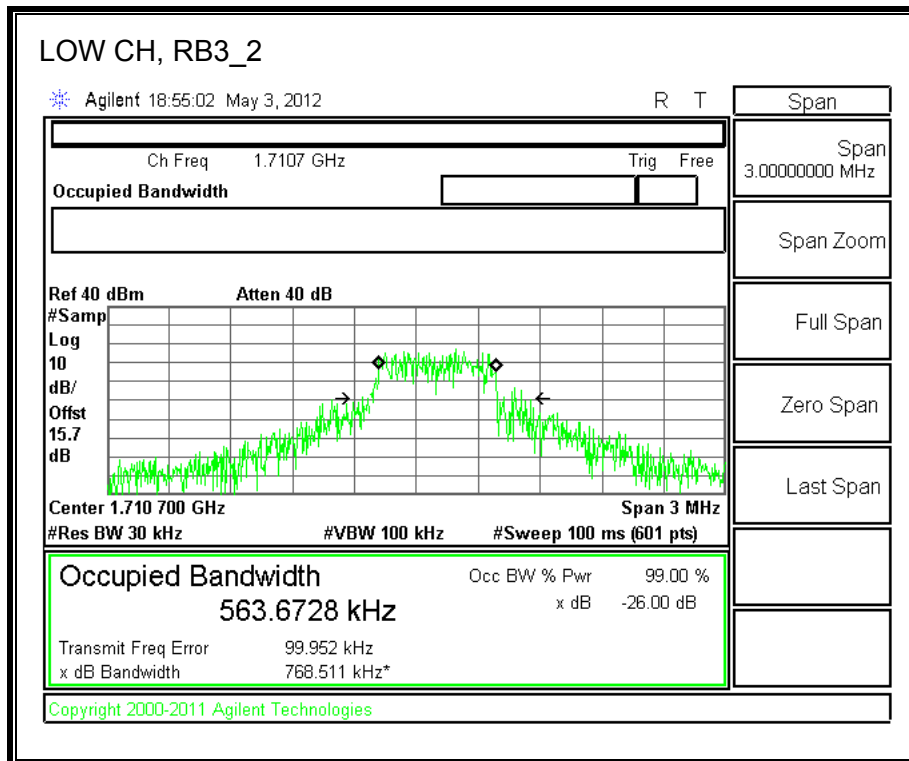 LOW CH, RB3_2
Agilent 18:55:02 May 3, 2012 R T
Span
Ch Freq 1.7107 GHz Trig Free
Occupied Bandwidth
Span
3.00000000 MHz
Span Zoom
Full Span
Zero Span
Last Span
Ref 40 dBm Atten 40 dB
#Samp
Log
10
dB/
Offst
15.7
dB
Center 1.710 700 GHz Span 3 MHz
#Res BW 30 kHz #VBW 100 kHz #Sweep 100 ms (601 pts)
Occupied Bandwidth Occ BW % Pwr 99.00 %
563.6728 kHz x dB -26.00 dB
Transmit Freq Error 99.952 kHz
x dB Bandwidth 768.511 kHz*
Copyright 2000-2011 Agilent Technologies